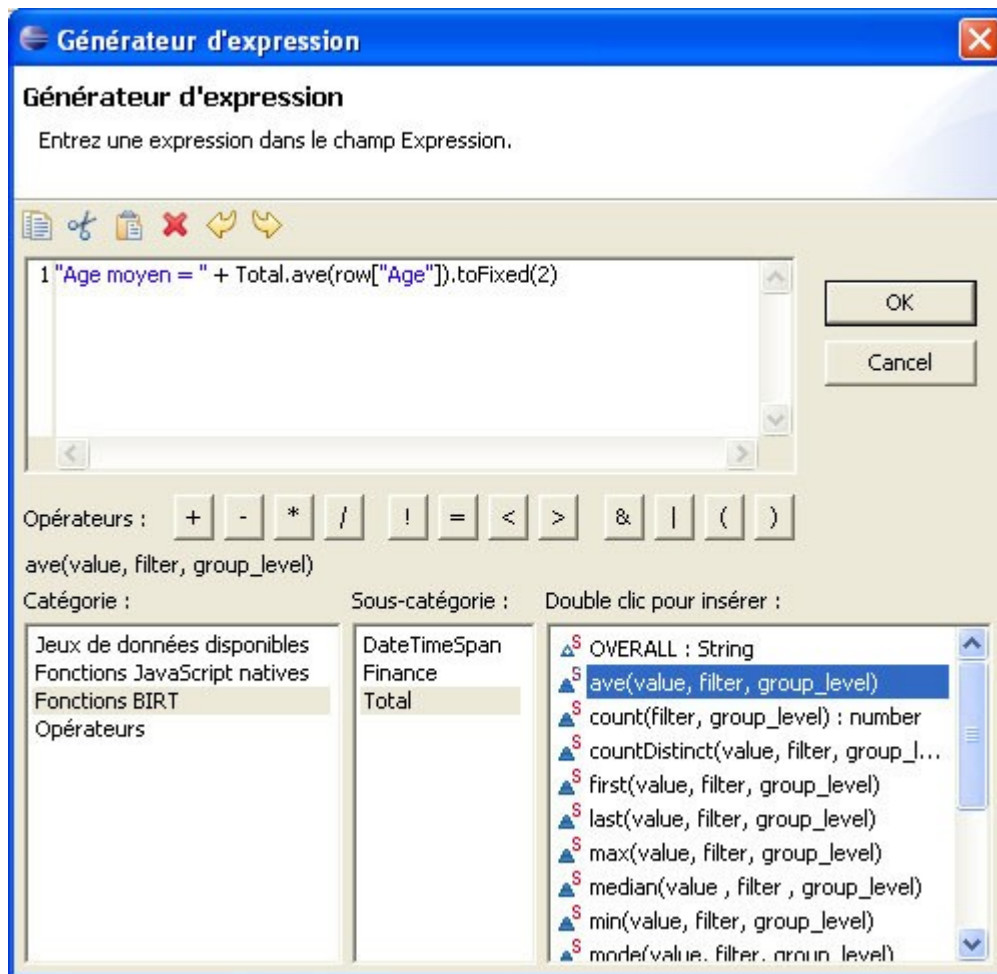 Générateur d'expression
Générateur d'expression
Entrez une expression dans le champ Expression.
1 "Age moyen = " + Total.ave(row["Age"]).toFixed(2)
OK
Cancel
Opérateurs : + - * / ! = < > & | ( )
ave(value, filter, group_level)
Catégorie : Sous-catégorie : Double clic pour insérer :
Jeux de données disponibles DateTimeSpan OVERALL : String
Fonctions JavaScript natives Finance ave(value, filter, group_level)
Fonctions BIRT Total count(filter, group_level) : number
Opérateurs countDistinct(value, filter, group_l...
first(value, filter, group_level)
last(value, filter, group_level)
max(value, filter, group_level)
median(value , filter , group_level)
min(value, filter, group_level)
mode(value, filter, group_level)